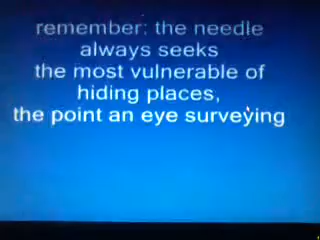 remember: the needle
always seeks
the most vulnerable of
hiding places,
the point an eye surveying